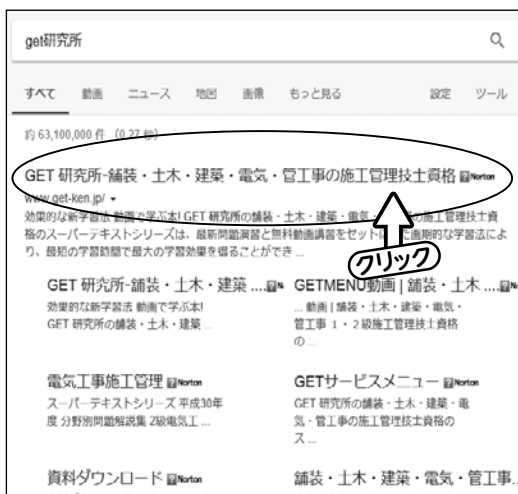 get研究所
すべて 動画 ニュース 地図 画像 もっと見る 設定 ツール
約 63,100,000 件 (0.27 秒)
GET 研究所-舗装・土木・建築・電気・管工事の施工管理技士資格 Norton
www.get-ken.jp/
効果的な新学習法 動画で学ぶ本! GET 研究所の舗装・土木・建築・電気・の施工管理技士資
格のスーパーテキストシリーズは、最新問題演習と無料動画講習をセットに画期的な学習法によ
り、最短の学習時間で最大の学習効果を得ることができ ...
クリック
GET 研究所-舗装・土木・建築 ....
効果的な新学習法 動画で学ぶ本!
GET 研究所の舗装・土木・建築 ...
GETMENU動画 | 舗装・土木 ....
... 動画 | 舗装・土木・建築・電気・
管工事 1・2級施工管理技士資格
の ...
電気工事施工管理 Norton
スーパーテキストシリーズ 平成30年
度 分野別問題解説集 2級電気工 ...
GETサービスメニュー Norton
GET 研究所の舗装・土木・建築・電
気・管工事の施工管理技士資格の
ス ...
資料ダウンロード Norton
舗装・土木・建築・電気・管工事...